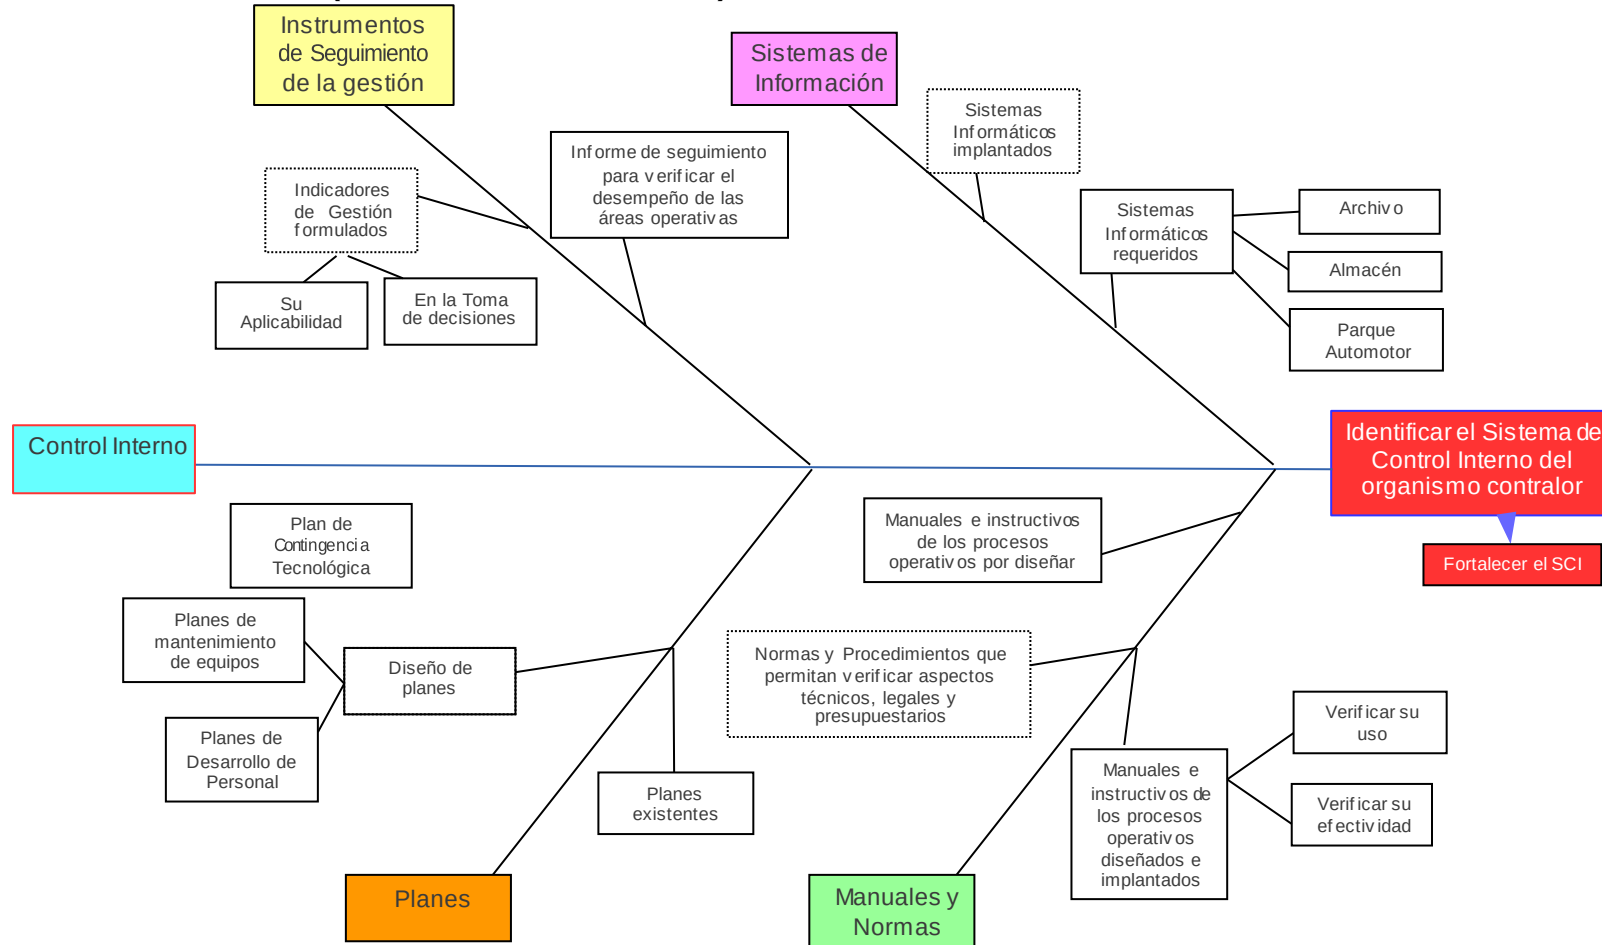 Instrumentos
de Seguimiento
de la gestión
Sistemas de
Información
Sistemas
Informáticos
implantados
Informe de seguimiento
para verificar el
desempeño de las
áreas operativas
Indicadores
de Gestión
formulados
Sistemas
Informáticos
requeridos
Archivo
Almacén
Parque
Automotor
Su
Aplicabilidad
En la Toma
de decisiones
Control Interno
Identificar el Sistema de
Control Interno del
organismo contralor
Fortalecer el SCI
Plan de
Contingencia
Tecnológica
Manuales e instructivos
de los procesos
operativos por diseñar
Planes de
mantenimiento
de equipos
Diseño de
planes
Normas y Procedimientos que
permitan verificar aspectos
técnicos, legales y
presupuestarios
Planes de
Desarrollo de
Personal
Planes
existentes
Manuales e
instructivos de
los procesos
operativos
diseñados e
implantados
Verificar su
uso
Verificar su
efectividad
Planes
Manuales y
Normas